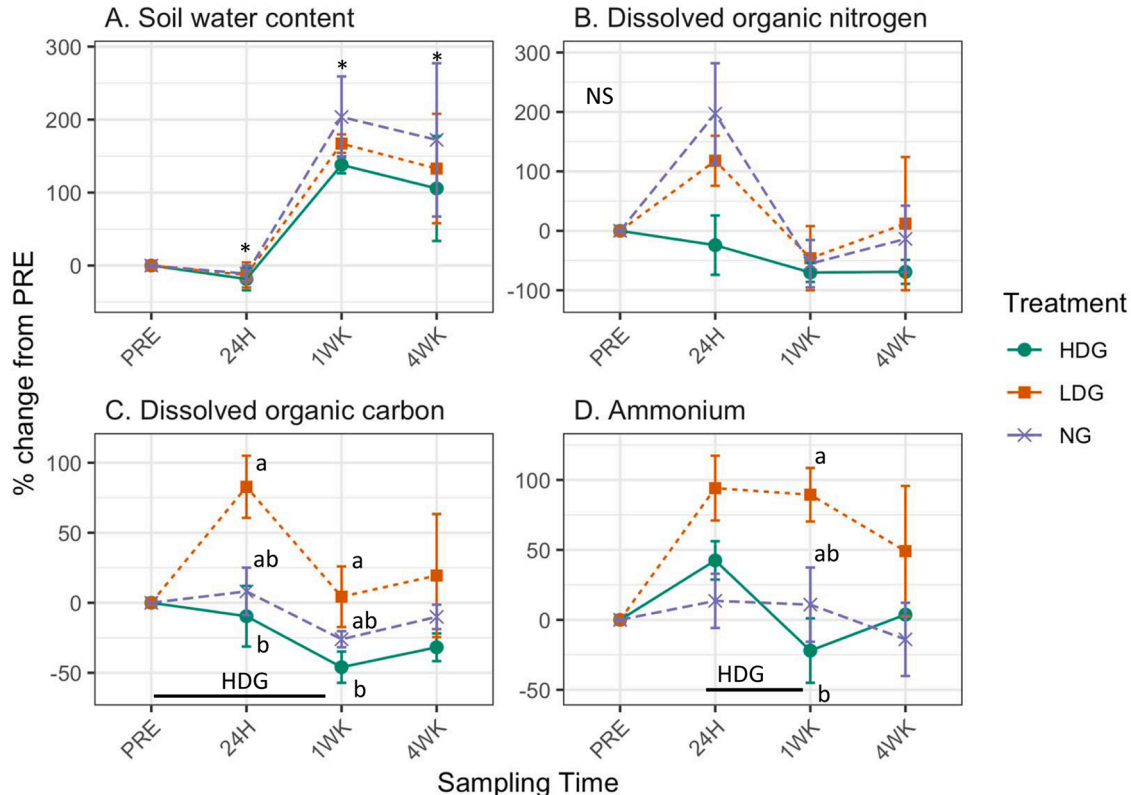 A. Soil water content
B. Dissolved organic nitrogen
300
200
100
0
*
*
*
PRE
24H
1WK
4WK
300
200
100
0
-100
NS
PRE
24H
1WK
4WK
% change from PRE
Treatment
HDG
LDG
NG
C. Dissolved organic carbon
D. Ammonium
100
50
0
-50
a
ab
b
a
ab
b
HDG
PRE
24H
1WK
4WK
100
50
0
-50
a
ab
b
HDG
PRE
24H
1WK
4WK
Sampling Time